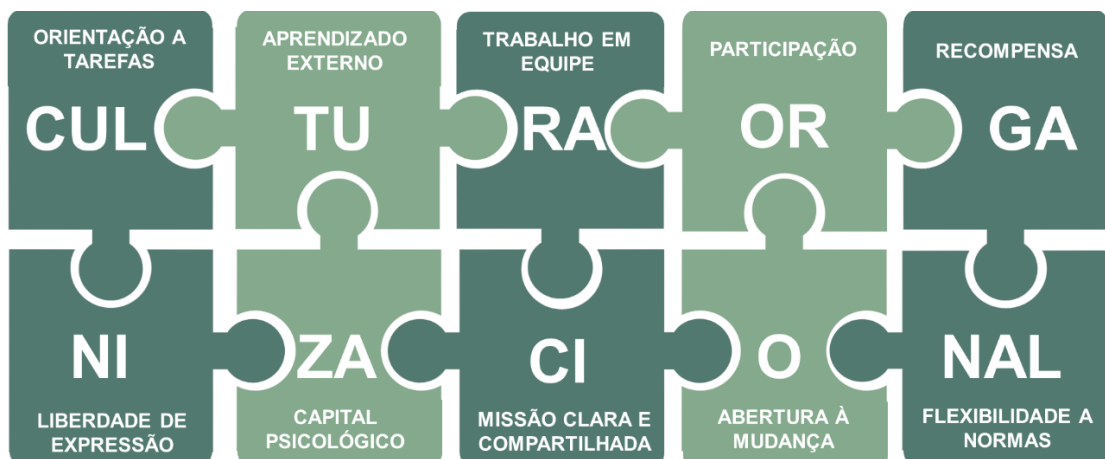 ORIENTAÇÃO A
TAREFAS
CUL
APRENDIZADO
EXTERNO
TU
TRABALHO EM
EQUIPE
RA
PARTICIPAÇÃO
OR
RECOMPENSA
GA
NI
LIBERDADE DE
EXPRESSÃO
ZA
CAPITAL
PSICOLÓGICO
CI
MISSÃO CLARA E
COMPARTILHADA
O
ABERTURA À
MUDANÇA
NAL
FLEXIBILIDADE A
NORMAS